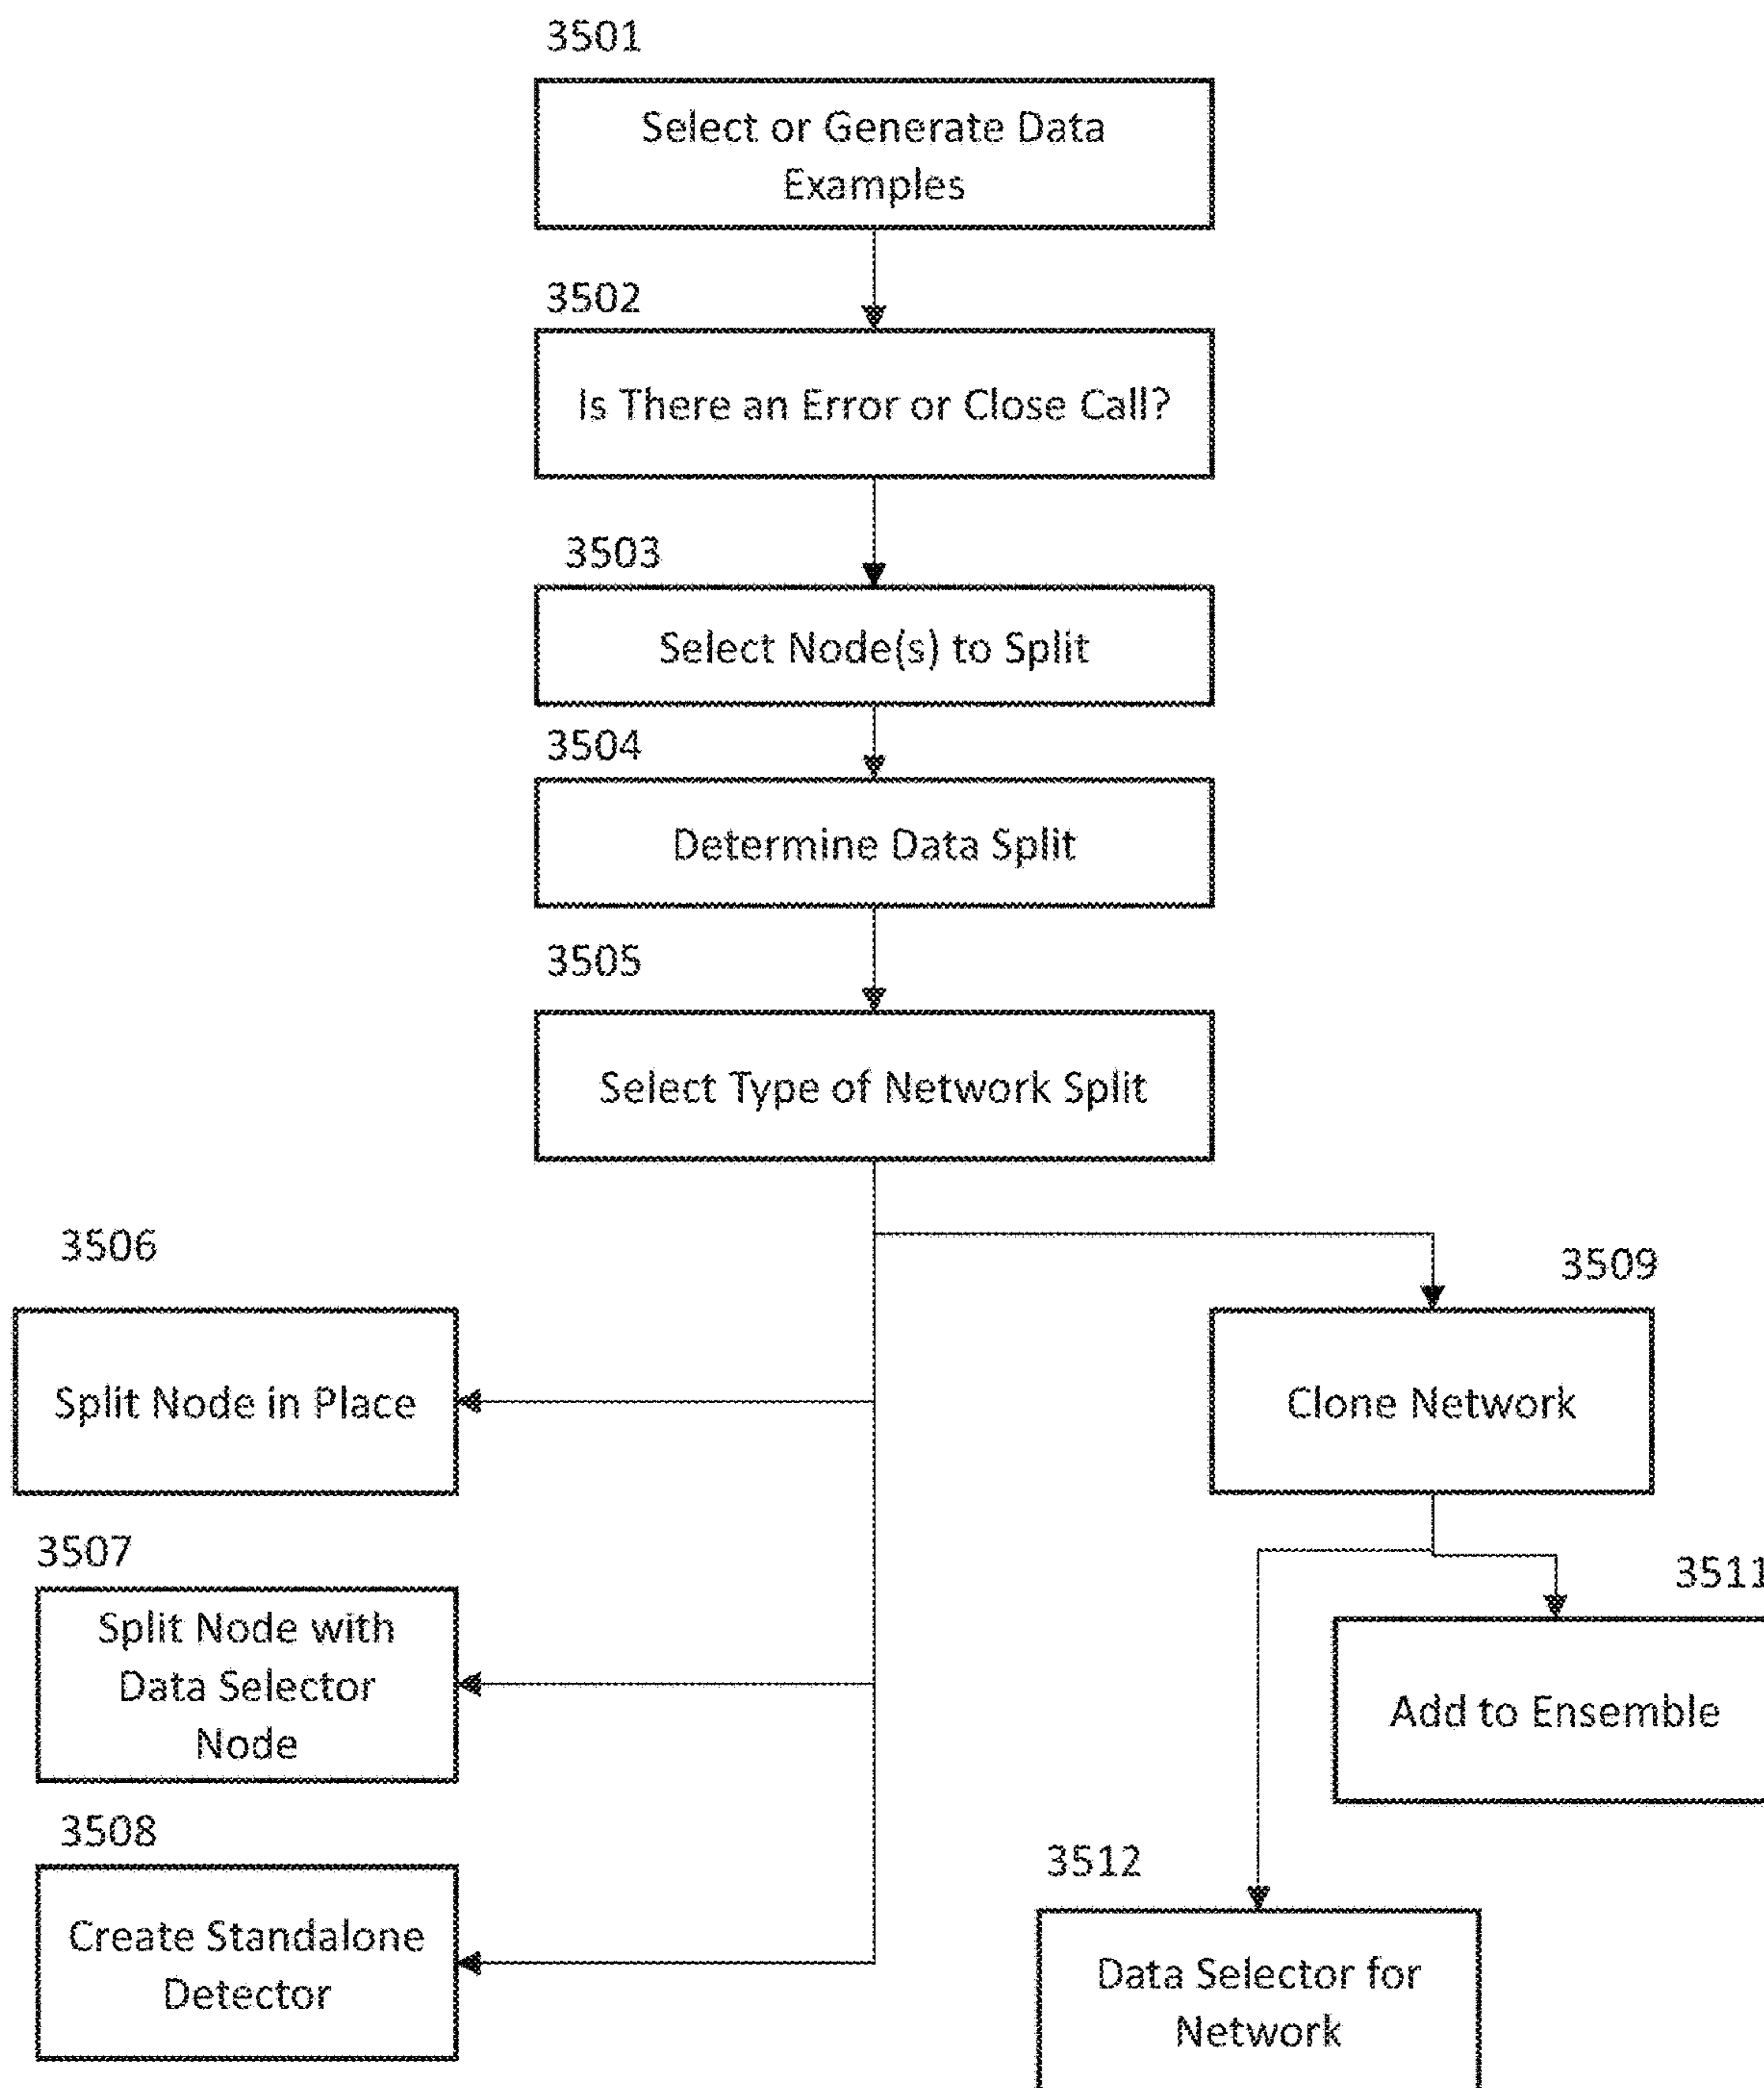 3501
Select or Generate Data
Examples
3502
Is There an Error or Close Call?
3503
Select Node(s) to Split
3504
Determine Data Split
3505
Select Type of Network Split
3506
Split Node in Place
3509
Clone Network
3507
Split Node with
Data Selector
Node
3511
Add to Ensemble
3508
Create Standalone
Detector
3512
Data Selector for
Network